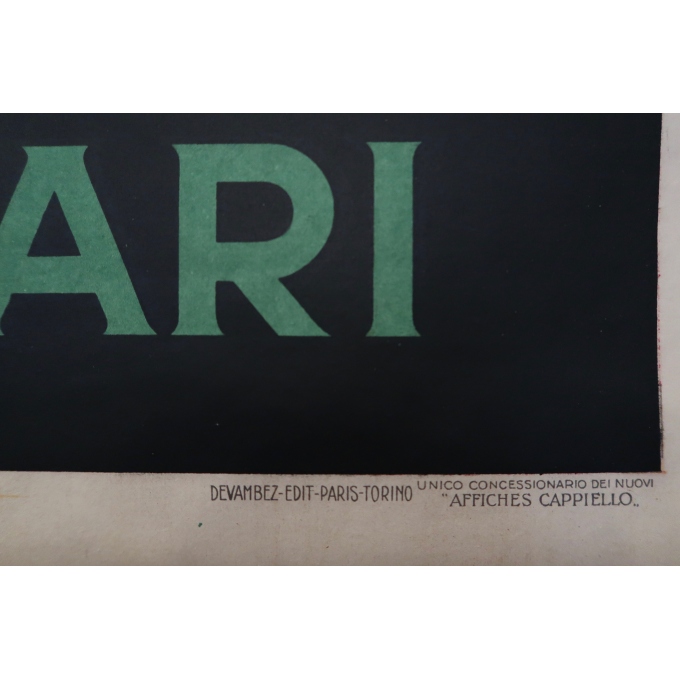 ARI
DEVAMBEZ-EDIT-PARIS-TORINO
UNICO CONCESSIONARIO DEI NUOVI
"AFFICHES CAPPIELLO„